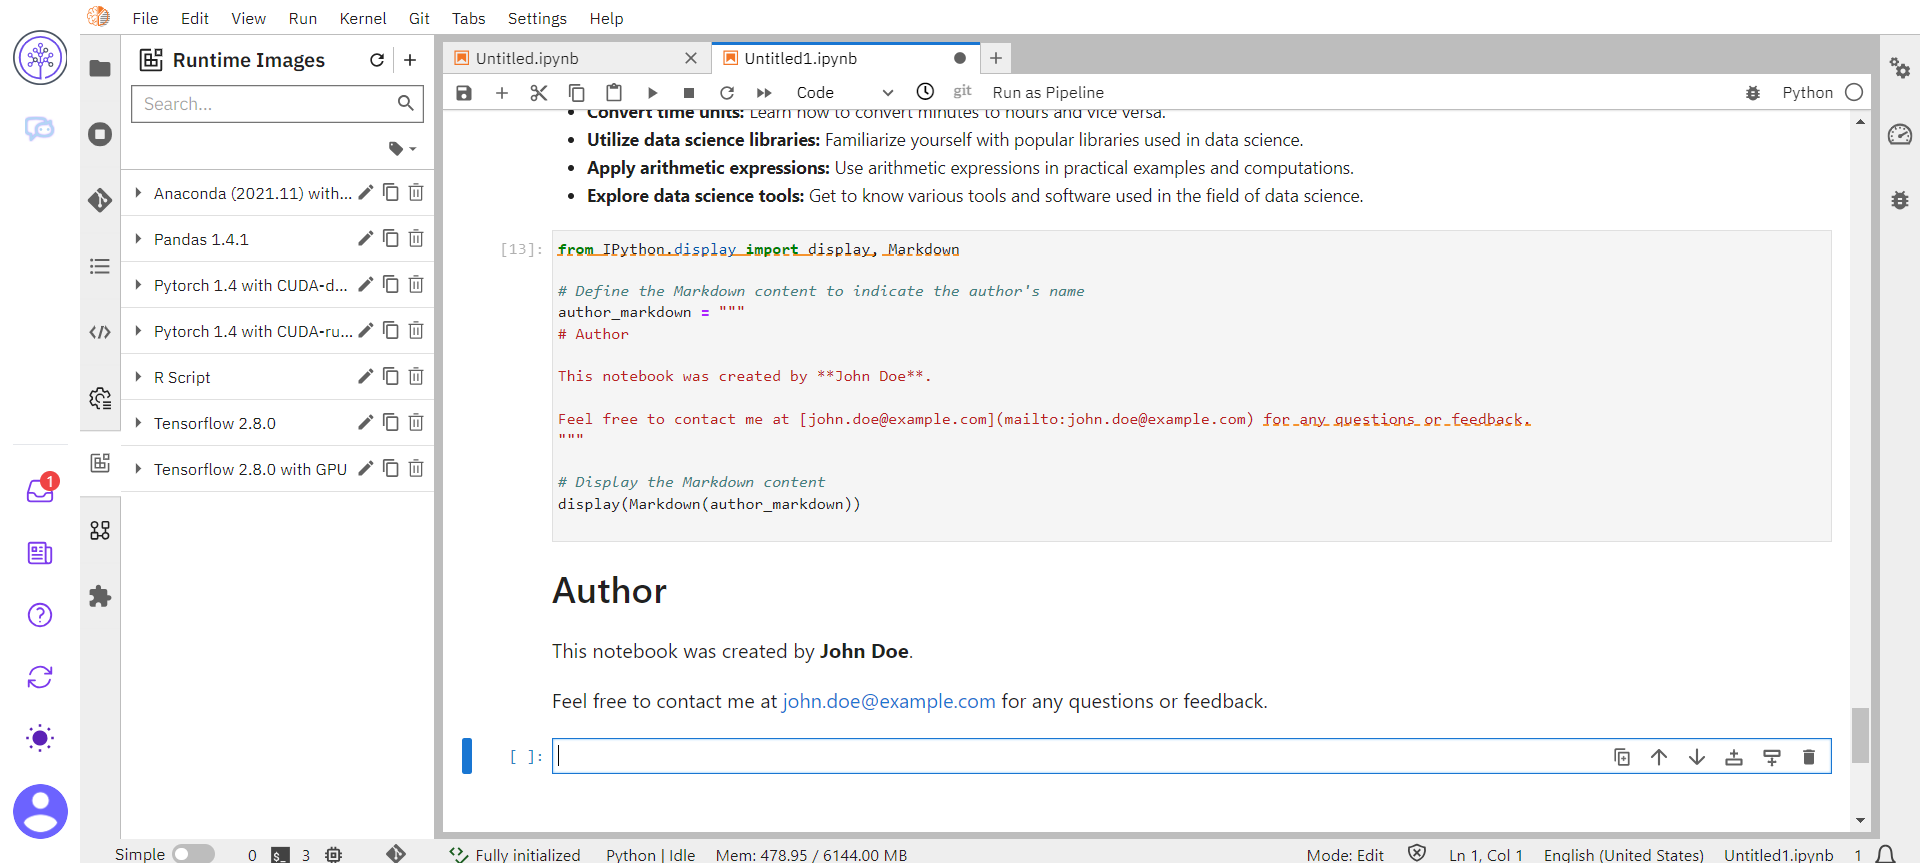 File Edit View Run Kernel Git Tabs Settings Help
Runtime Images
Search...
Anaconda (2021.11) with...
Pandas 1.4.1
Pytorch 1.4 with CUDA-d...
Pytorch 1.4 with CUDA-ru...
R Script
Tensorflow 2.8.0
Tensorflow 2.8.0 with GPU
1
Untitled.ipynb
Untitled1.ipynb
Code
git
Run as Pipeline
Python
Convert time units: Learn how to convert minutes to hours and vice versa.
Utilize data science libraries: Familiarize yourself with popular libraries used in data science.
Apply arithmetic expressions: Use arithmetic expressions in practical examples and computations.
Explore data science tools: Get to know various tools and software used in the field of data science.
[13]:
from IPython.display import display, Markdown
# Define the Markdown content to indicate the author's name
author_markdown = """
# Author
This notebook was created by **John Doe**.
Feel free to contact me at [john.doe@example.com](mailto:john.doe@example.com) for any questions or feedback.
"""
# Display the Markdown content
display(Markdown(author_markdown))
Author
This notebook was created by John Doe.
Feel free to contact me at john.doe@example.com for any questions or feedback.
[ ]:
Simple 0 $_ 3 Fully initialized Python | Idle Mem: 478.95 / 6144.00 MB Mode: Edit Ln 1, Col 1 English (United States) Untitled1.ipynb 1